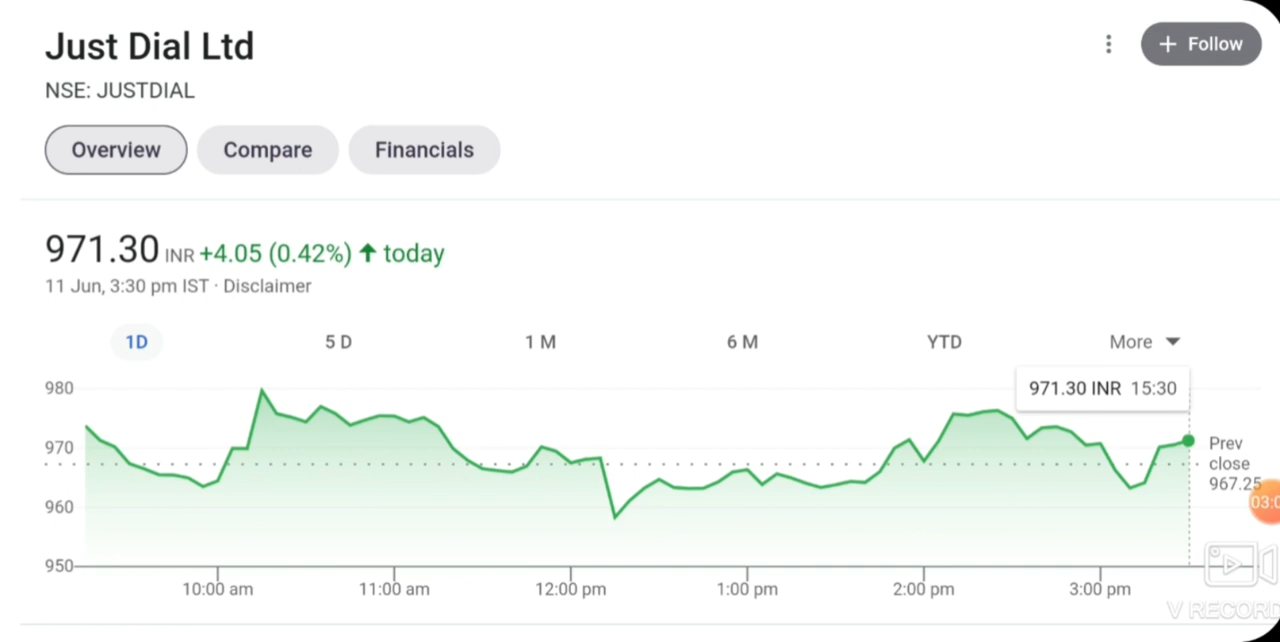 Just Dial Ltd
+ Follow
NSE: JUSTDIAL
Overview
Compare
Financials
971.30 INR +4.05 (0.42%) ↑ today
11 Jun, 3:30 pm IST · Disclaimer
1D
5 D
1 M
6 M
YTD
More
971.30 INR 15:30
980
970
960
950
Prev
close
967.25
03:0
10:00 am
11:00 am
12:00 pm
1:00 pm
2:00 pm
3:00 pm
V RECORD